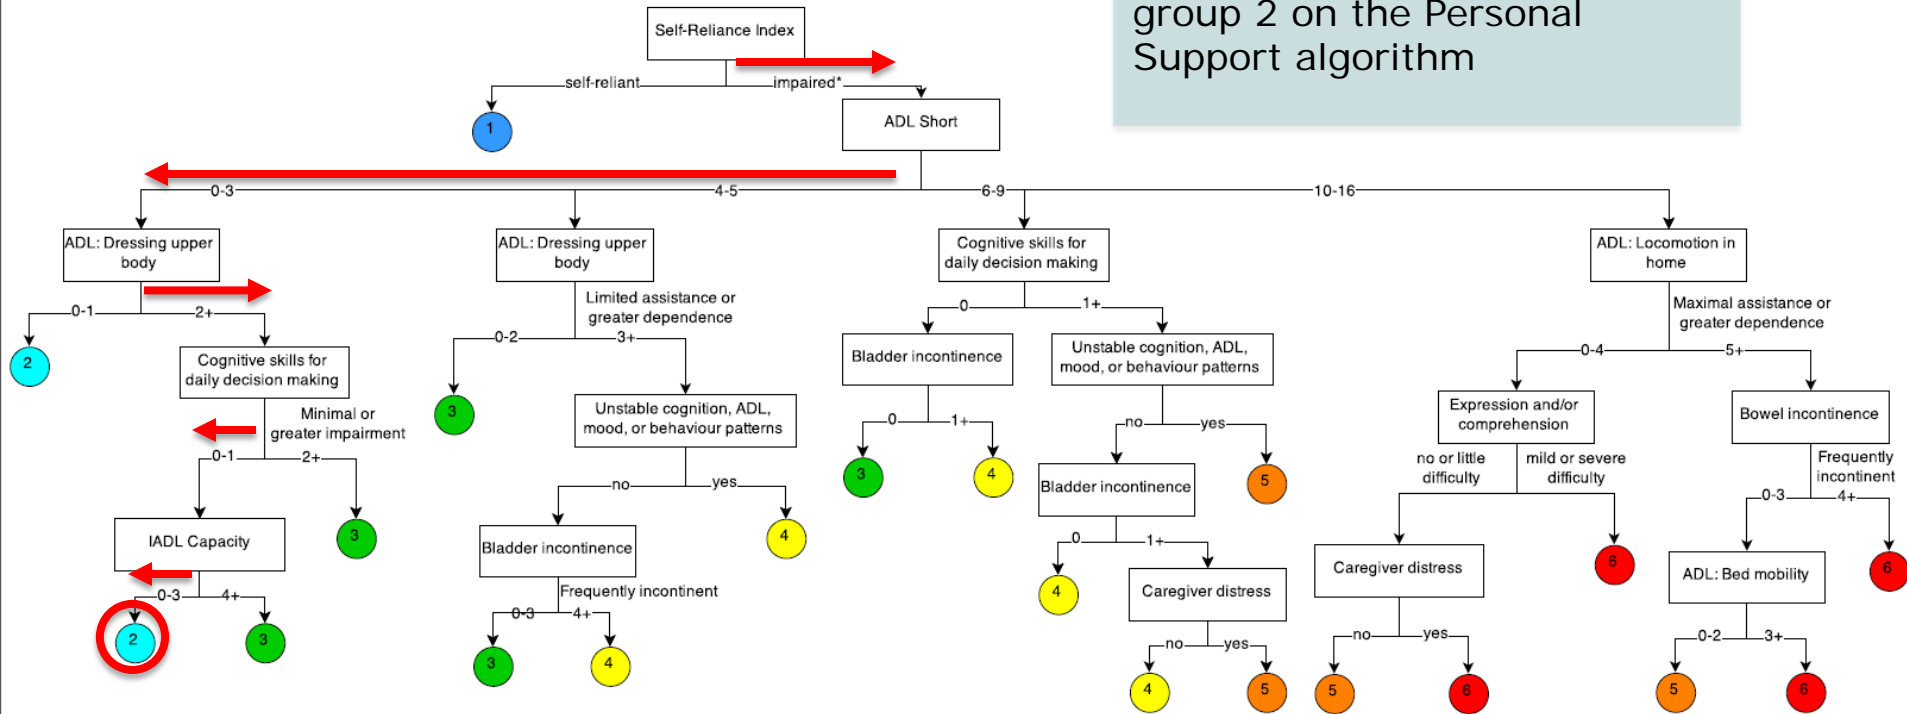 group 2 on the Personal
Support algorithm
Self-Reliance Index
self-reliant
impaired*
1
ADL Short
0-3
4-5
6-9
10-16
ADL: Dressing upper
body
ADL: Dressing upper
body
Cognitive skills for
daily decision making
ADL: Locomotion in
home
0-1
2+
Limited assistance or
greater dependence
0-2
3+
0
1+
Maximal assistance or
greater dependence
0-4
5+
2
Cognitive skills for
daily decision making
3
Unstable cognition, ADL,
mood, or behaviour patterns
Bladder incontinence
Unstable cognition, ADL,
mood, or behaviour patterns
Expression and/or
comprehension
Bowel incontinence
Minimal or
greater impairment
0-1
2+
no
yes
0
1+
no
yes
no or little
difficulty
mild or severe
difficulty
Frequently
incontinent
0-3
4+
IADL Capacity
3
Bladder incontinence
4
3
4
Bladder incontinence
5
Caregiver distress
6
ADL: Bed mobility
6
0-3
4+
Frequently incontinent
0-3
4+
0
1+
4
Caregiver distress
no
yes
no
yes
0-2
3+
2
3
3
4
4
5
5
6
5
6